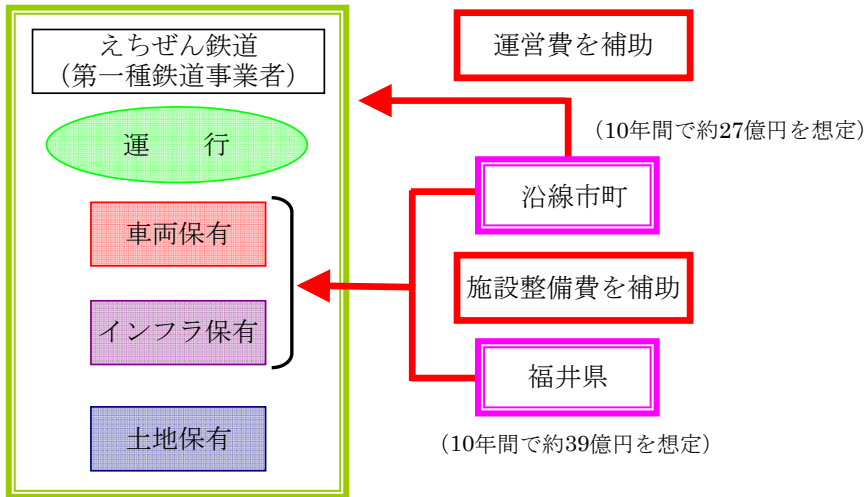 えちぜん鉄道
(第一種鉄道事業者)
運　行
車両保有
インフラ保有
土地保有
運営費を補助
(10年間で約27億円を想定)
沿線市町
施設整備費を補助
福井県
(10年間で約39億円を想定)